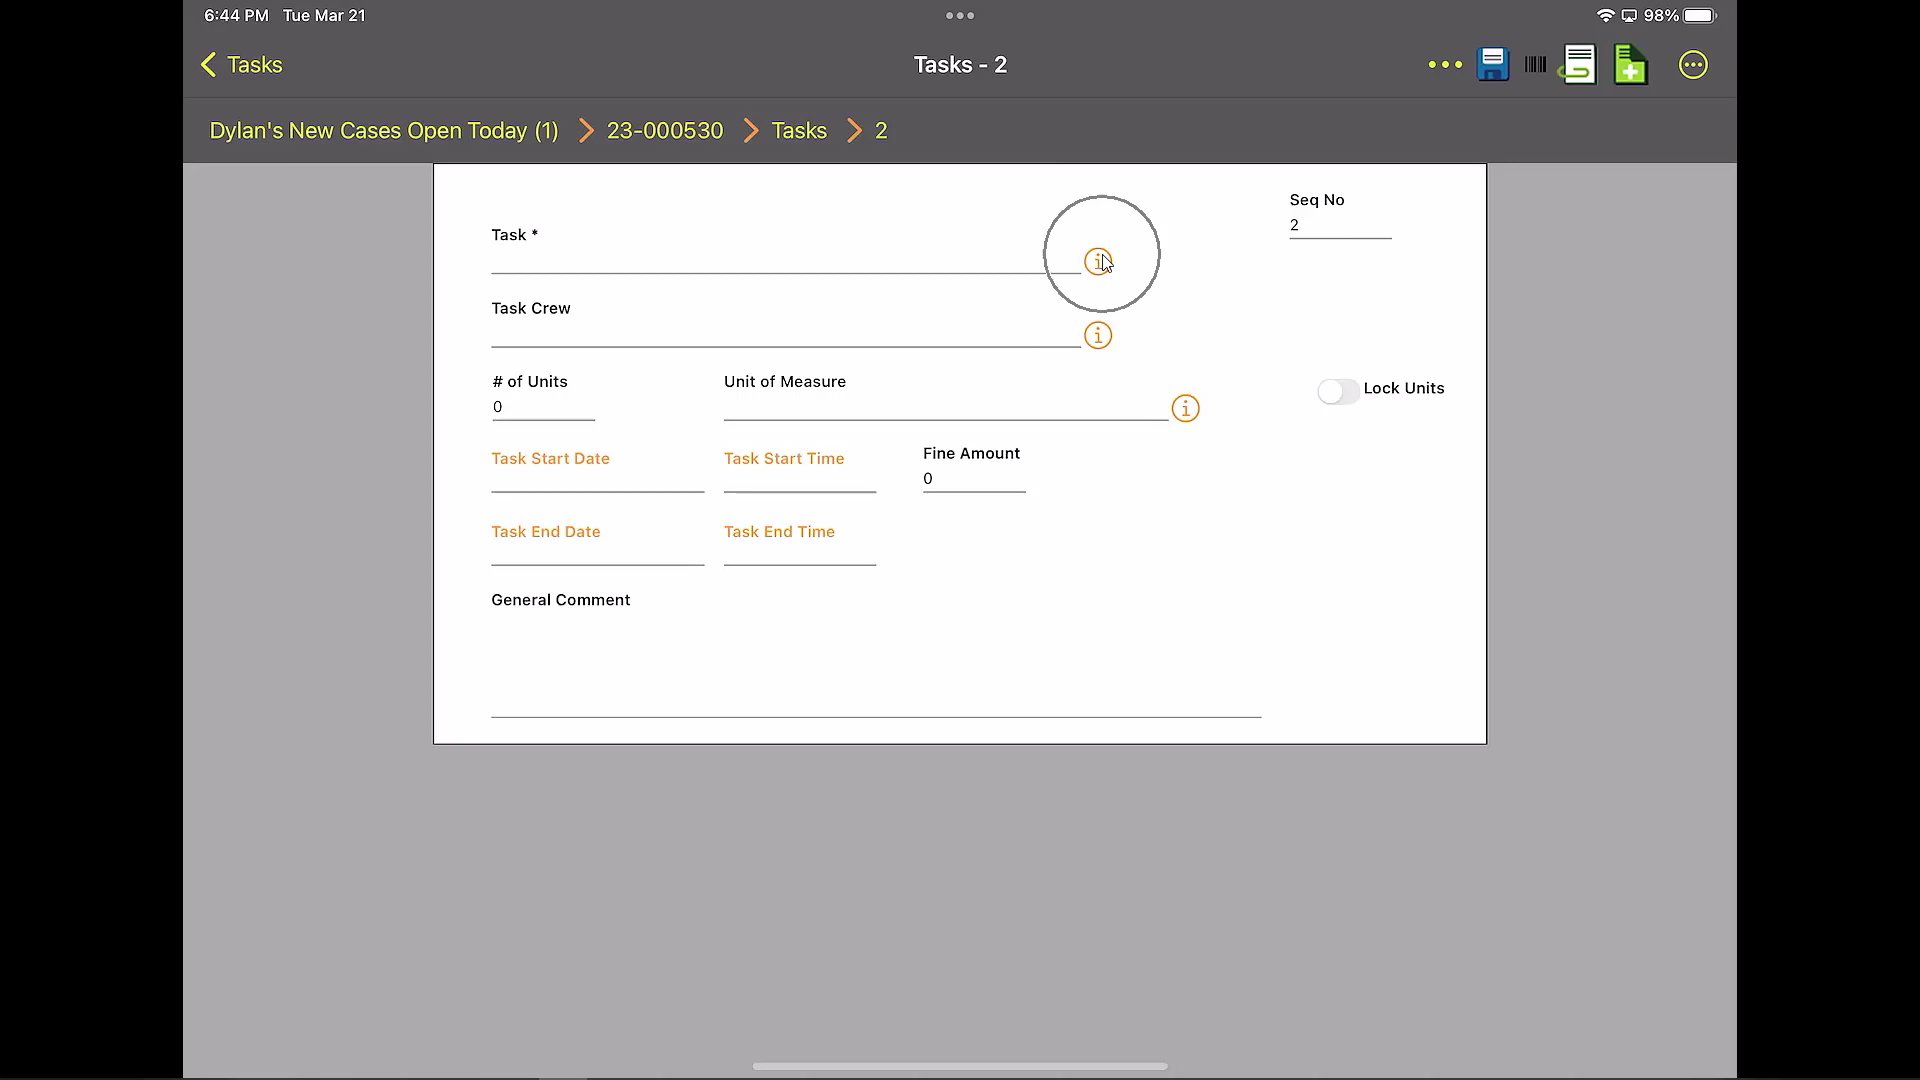 6:44 PM Tue Mar 21
98%
Tasks
Tasks - 2
Dylan's New Cases Open Today (1) 23-000530 Tasks 2
Seq No
2
Task *
Task Crew
# of Units
0
Unit of Measure
Lock Units
Task Start Date
Task Start Time
Fine Amount
0
Task End Date
Task End Time
General Comment